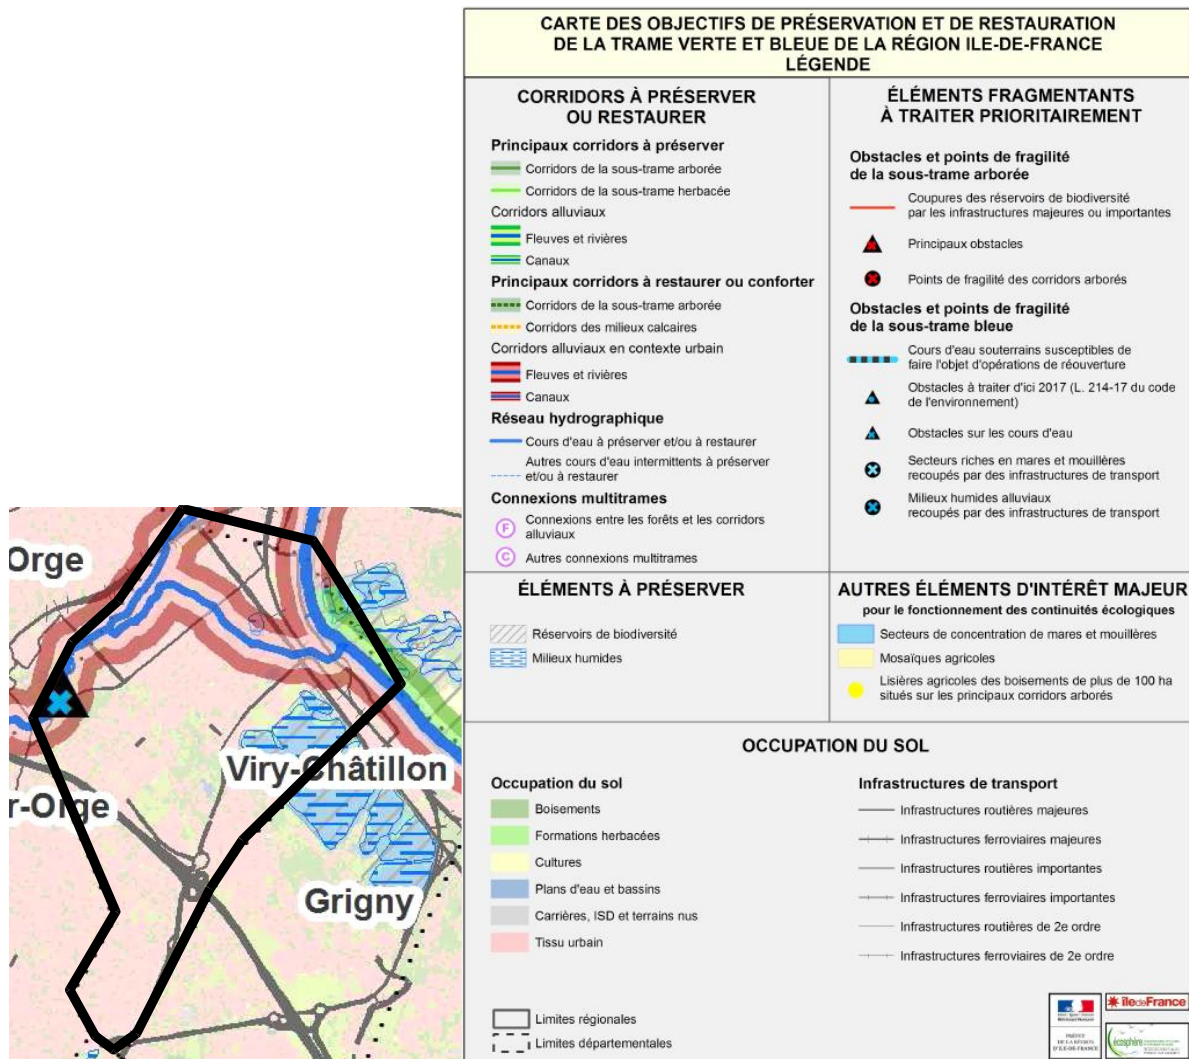 CARTE DES OBJECTIFS DE PRÉSERVATION ET DE RESTAURATION
DE LA TRAME VERTE ET BLEUE DE LA RÉGION ILE-DE-FRANCE
LÉGENDE
CORRIDORS À PRÉSERVER
OU RESTAURER
Principaux corridors à préserver
Corridors de la sous-trame arborée
Corridors de la sous-trame herbacée
Corridors alluviaux
Fleuves et rivières
Canaux
Principaux corridors à restaurer ou conforter
Corridors de la sous-trame arborée
Corridors des milieux calcaires
Corridors alluviaux en contexte urbain
Fleuves et rivières
Canaux
Réseau hydrographique
Cours d'eau à préserver et/ou à restaurer
Autres cours d'eau intermittents à préserver
et/ou à restaurer
Connexions multitrames
F
Connexions entre les forêts et les corridors
alluviaux
C
Autres connexions multitrames
ÉLÉMENTS FRAGMENTANTS
À TRAITER PRIORITAIREMENT
Obstacles et points de fragilité
de la sous-trame arborée
Coupures des réservoirs de biodiversité
par les infrastructures majeures ou importantes
Principaux obstacles
Points de fragilité des corridors arborés
Obstacles et points de fragilité
de la sous-trame bleue
Cours d'eau souterrains susceptibles de
faire l'objet d'opérations de réouverture
Obstacles à traiter d'ici 2017 (L. 214-17 du code
de l'environnement)
Obstacles sur les cours d'eau
Secteurs riches en mares et mouillères
recoupés par des infrastructures de transport
Milieux humides alluviaux
recoupés par des infrastructures de transport
ÉLÉMENTS À PRÉSERVER
Réservoirs de biodiversité
Milieux humides
AUTRES ÉLÉMENTS D'INTÉRÊT MAJEUR
pour le fonctionnement des continuités écologiques
Secteurs de concentration de mares et mouillères
Mosaïques agricoles
Lisières agricoles des boisements de plus de 100 ha
situés sur les principaux corridors arborés
OCCUPATION DU SOL
Occupation du sol
Boisements
Formations herbacées
Cultures
Plans d'eau et bassins
Carrières, ISD et terrains nus
Tissu urbain
Infrastructures de transport
Infrastructures routières majeures
Infrastructures ferroviaires majeures
Infrastructures routières importantes
Infrastructures ferroviaires importantes
Infrastructures routières de 2e ordre
Infrastructures ferroviaires de 2e ordre
Limites régionales
Limites départementales
îledeFrance
PRÉFET
DE LA RÉGION
D'ILE-DE-FRANCE
écosphère
Orge
Viry-Châtillon
r-Orge
Grigny